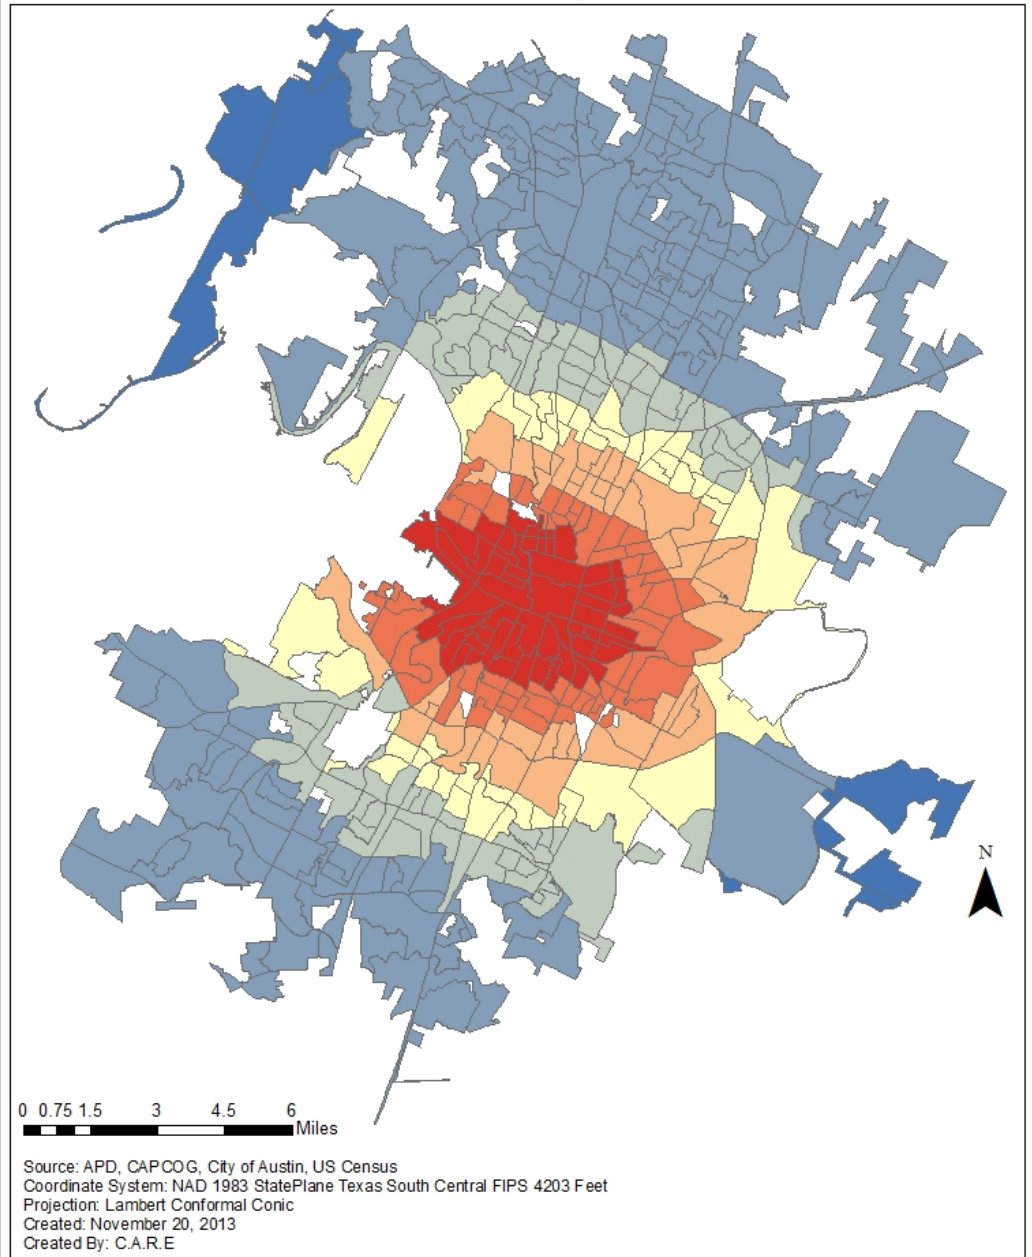 N
0 0.75 1.5 3 4.5 6
Miles
Source: APD, CAPCOG, City of Austin, US Census
Coordinate System: NAD 1983 StatePlane Texas South Central FIPS 4203 Feet
Projection: Lambert Conformal Conic
Created: November 20, 2013
Created By: C.A.R.E